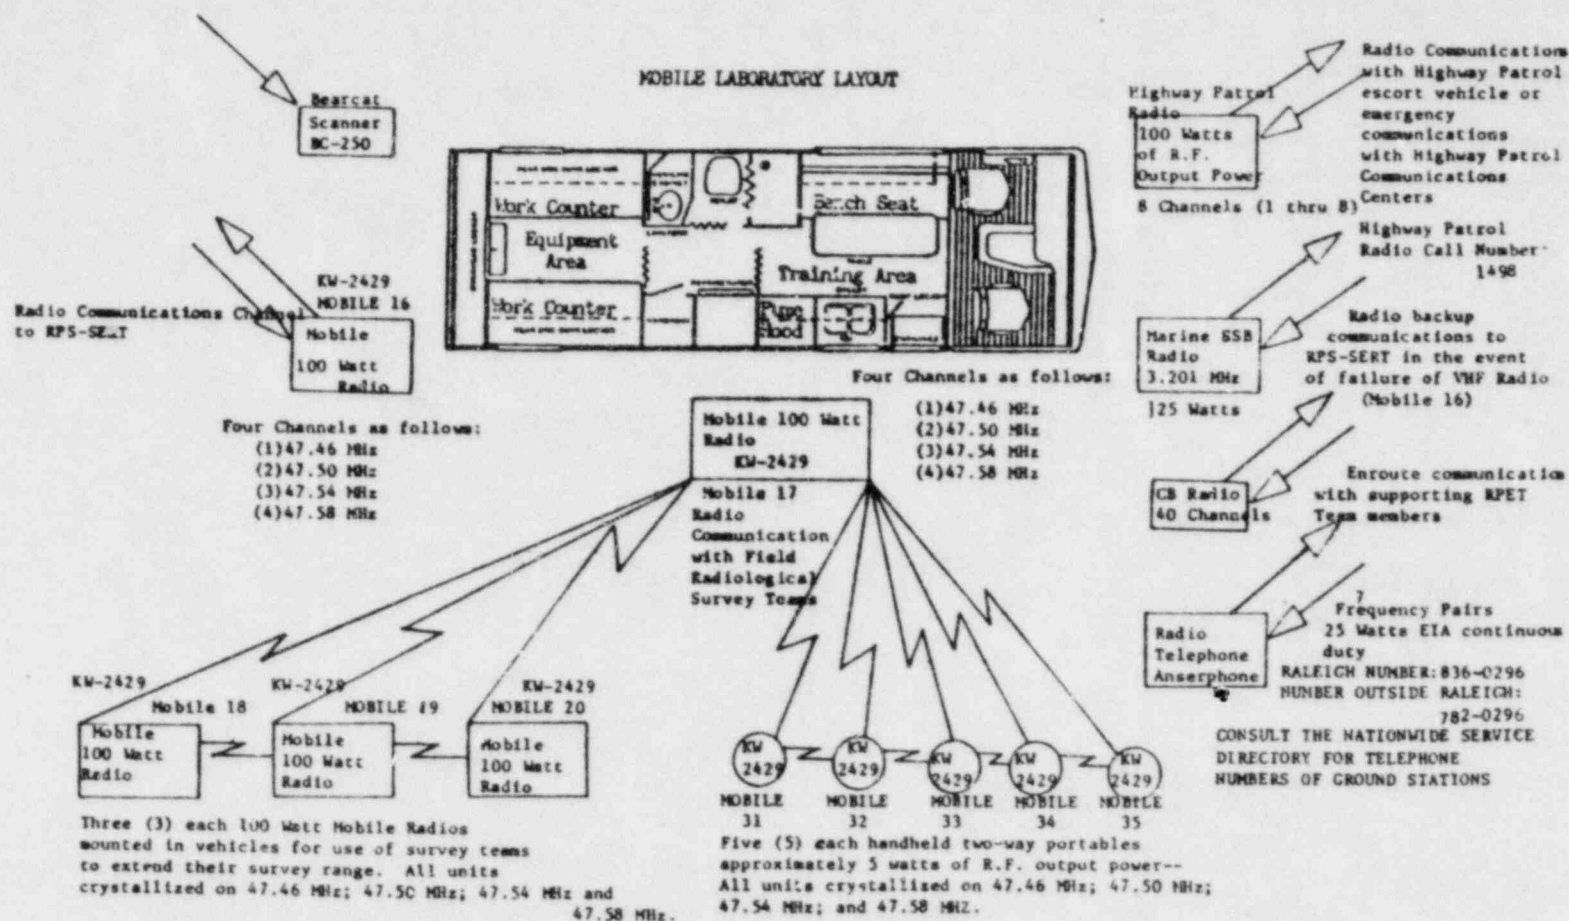 MOBILE LABORATORY LAYOUT
Bearcat
Scanner
BC-250
KW-2429
MOBILE 16
Radio Communications Channel
to RPS-SERT
Mobile
100 Watt
Radio
Four Channels as follows:
(1)47.46 MHz
(2)47.50 MHz
(3)47.54 MHz
(4)47.58 MHz
Work Counter
Equipment
Area
Work Counter
Bench Seat
Training Area
Fume
Hood
Four Channels as follows:
(1)47.46 MHz
(2)47.50 MHz
(3)47.54 MHz
(4)47.58 MHz
Mobile 100 Watt
Radio
KW-2429
Mobile 17
Radio
Communication
with Field
Radiological
Survey Teams
Highway Patrol
Radio
100 Watts
of R.F.
Output Power
8 Channels (1 thru 8)
Radio Communications
with Highway Patrol
escort vehicle or
emergency
communications
with Highway Patrol
Communications
Centers
Highway Patrol
Radio Call Number
1498
Marine SSB
Radio
3.201 MHz
125 Watts
Radio backup
communications to
RPS-SERT in the event
of failure of VHF Radio
(Mobile 16)
CB Radio
40 Channels
Enroute communication
with supporting RPET
Team members
Radio
Telephone
Anserphone
7
Frequency Pairs
25 Watts EIA continuous
duty
RALEIGH NUMBER:836-0296
NUMBER OUTSIDE RALEIGH:
782-0296
CONSULT THE NATIONWIDE SERVICE
DIRECTORY FOR TELEPHONE
NUMBERS OF GROUND STATIONS
KW-2429
Mobile 18
Mobile
100 Watt
Radio
KW-2429
MOBILE 19
Mobile
100 Watt
Radio
KW-2429
MOBILE 20
Mobile
100 Watt
Radio
Three (3) each 100 Watt Mobile Radios
mounted in vehicles for use of survey teams
to extend their survey range. All units
crystallized on 47.46 MHz; 47.50 MHz; 47.54 MHz and
47.58 MHz.
KW
2429
MOBILE
31
KW
2429
MOBILE
32
KW
2429
MOBILE
33
KW
2429
MOBILE
34
KW
2429
MOBILE
35
Five (5) each handheld two-way portables
approximately 5 watts of R.F. output power--
All units crystallized on 47.46 MHz; 47.50 MHz;
47.54 MHz; and 47.58 MHZ.